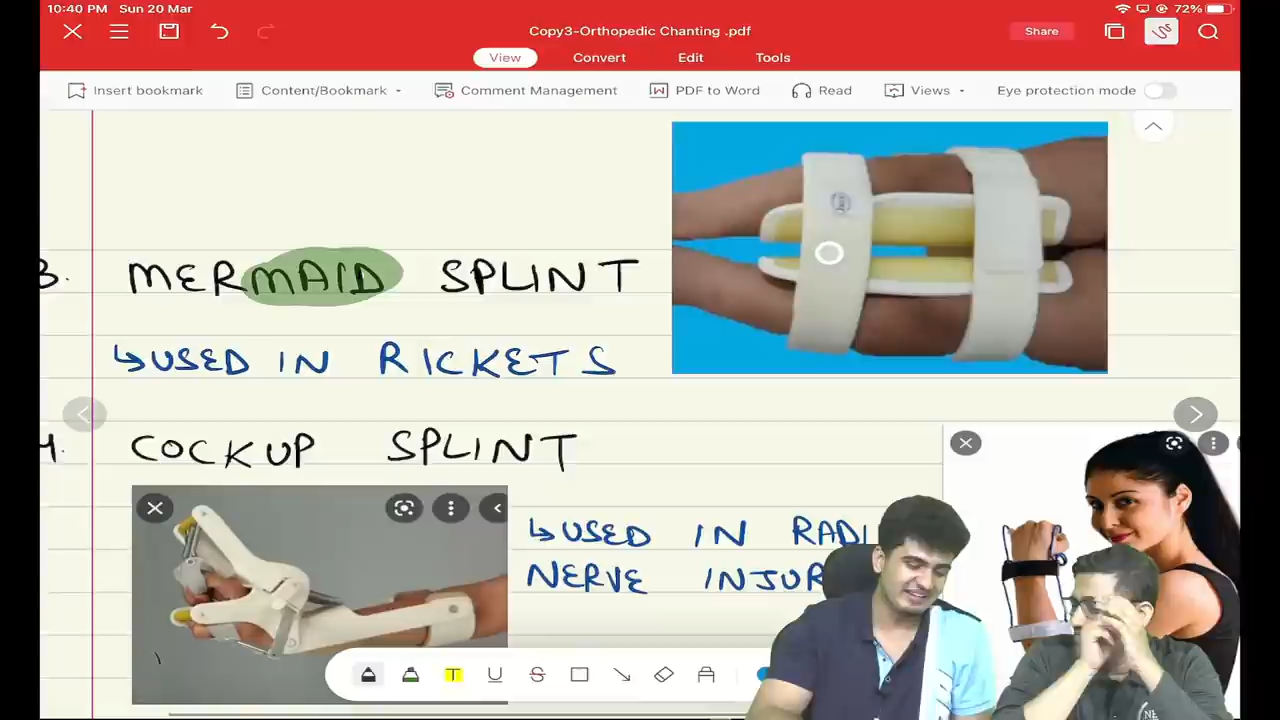 10:40 PM Sun 20 Mar
72%
Copy3-Orthopedic Chanting .pdf
Share
View Convert Edit Tools
Insert bookmark Content/Bookmark Comment Management PDF to Word Read Views Eye protection mode
3. MERMAID SPLINT
↳USED IN RICKETS
4. COCKUP SPLINT
↳USED IN RADI
NERVE INJUR
T U S